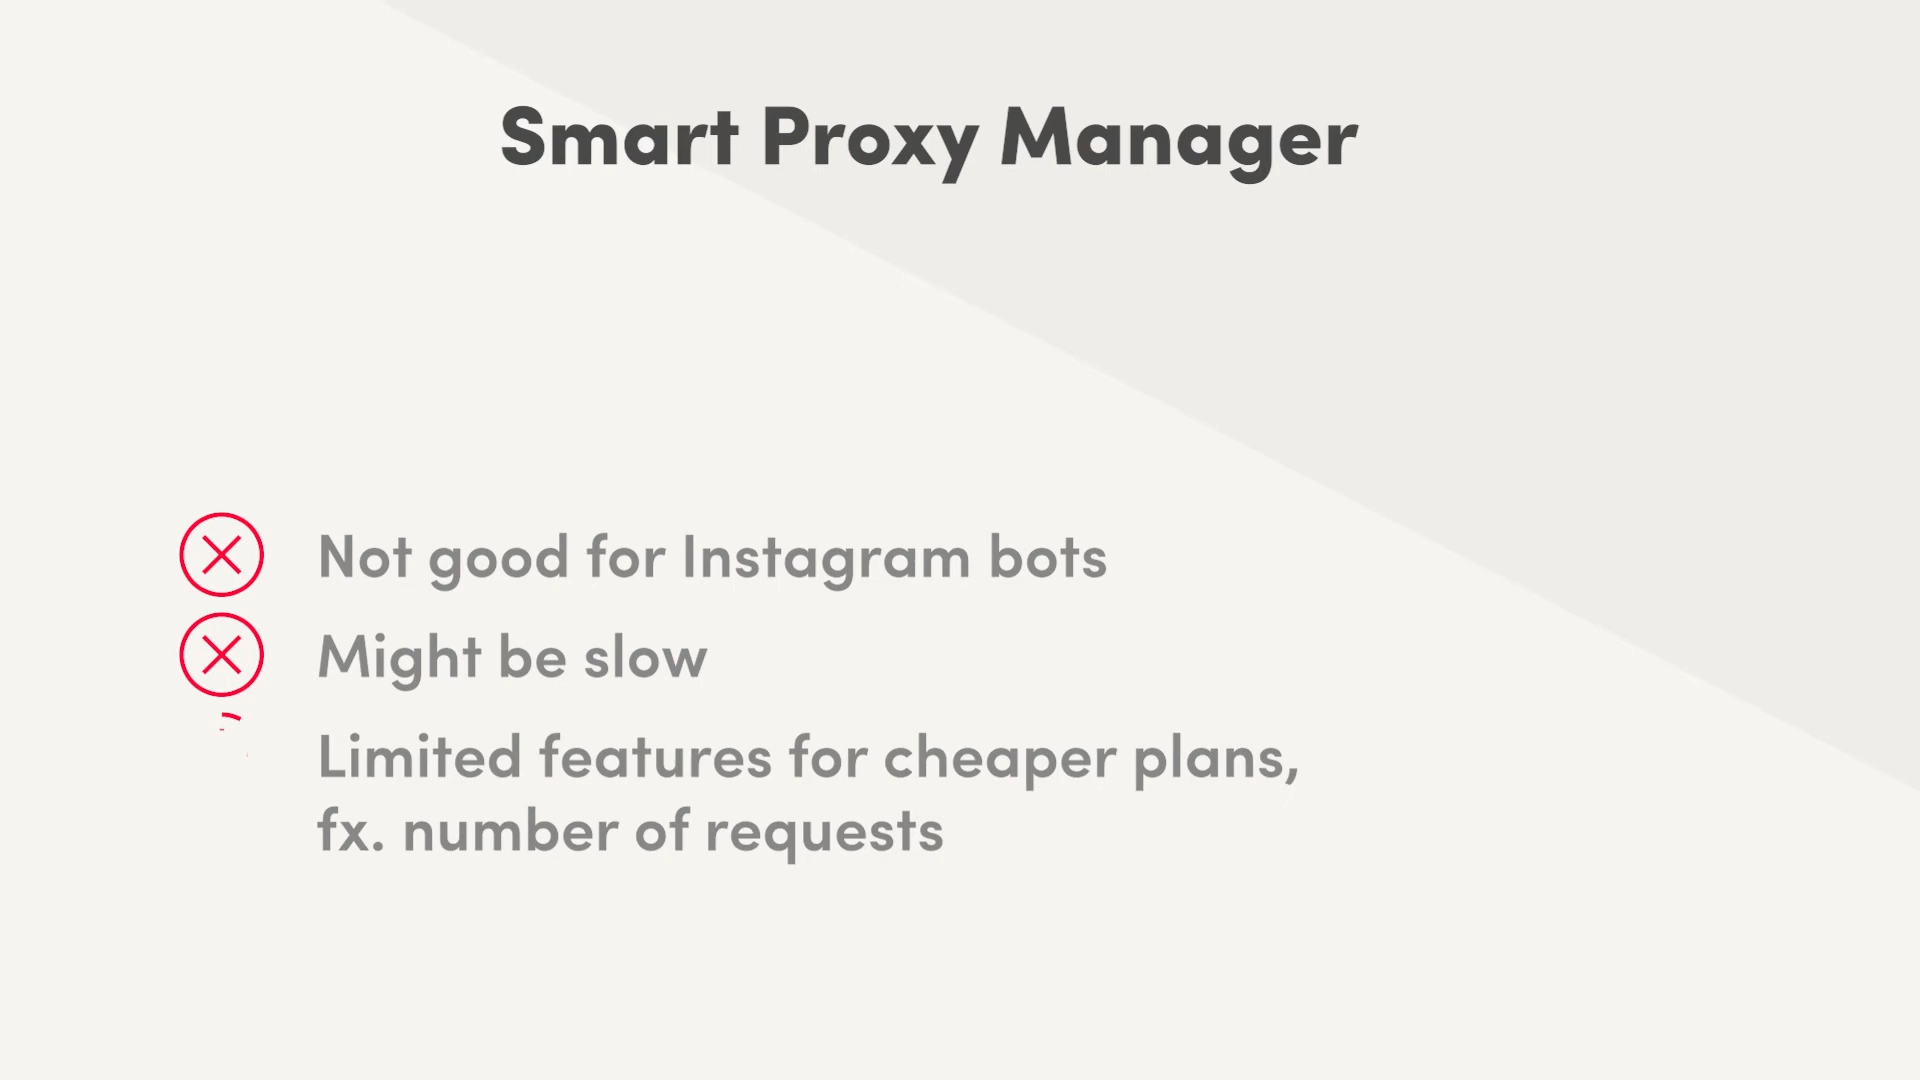 Smart Proxy Manager
Not good for Instagram bots
Might be slow
Limited features for cheaper plans,
fx. number of requests